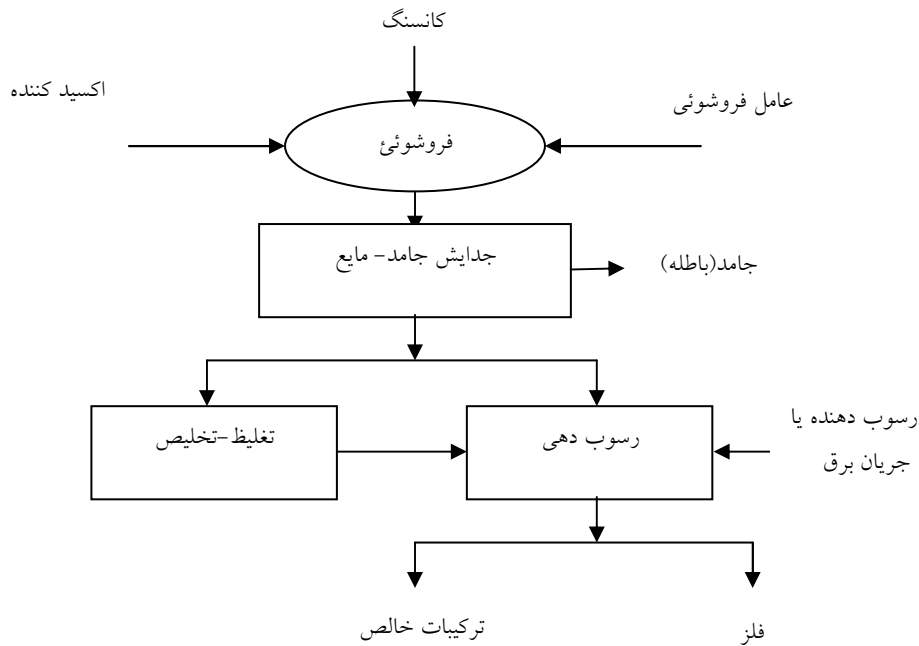 کانسنگ
اکسید کننده
عامل فروشوئی
فروشوئئ
جدایش جامد- مایع
جامد(باطله)
تغلیظ-تخلیص
رسوب دهی
رسوب دهنده یا
جریان برق
ترکیبات خالص
فلز